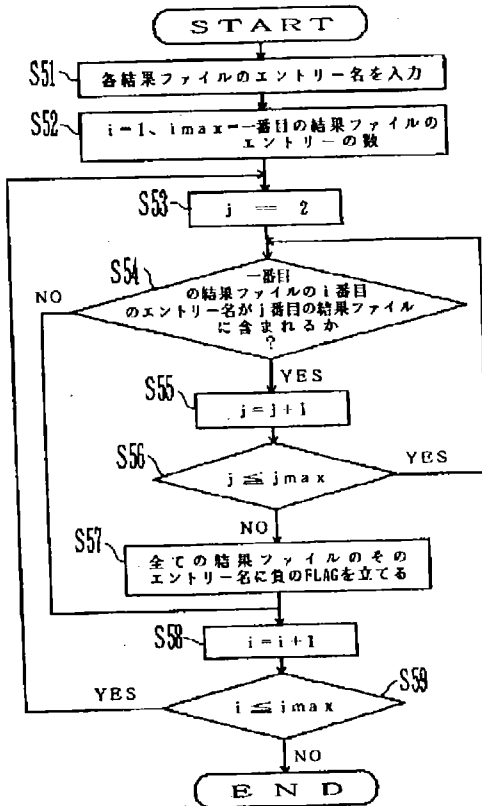 START
S51
各結果ファイルのエントリー名を入力
S52
i=1、imax=一番目の結果ファイルの
エントリーの数
S53
j == 2
S54
一番目
の結果ファイルのi番目
のエントリー名がj番目の結果ファイル
に含まれるか
?
NO
YES
S55
j=j+1
S56
j≦jmax
YES
NO
S57
全ての結果ファイルのその
エントリー名に負のFLAGを立てる
S58
i=i+1
YES
S59
i≦jmax
NO
END